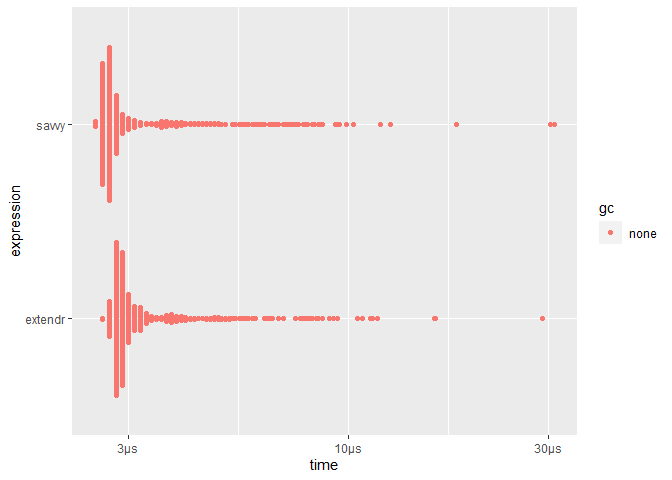 savvy
extendr
expression
3µs
10µs
30µs
time
gc
none